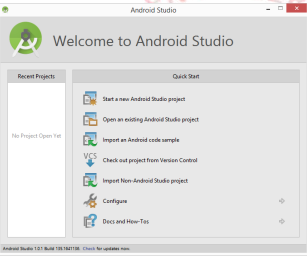 Android Studio
Welcome to Android Studio
Recent Projects
No Project Open Yet
Quick Start
Start a new Android Studio project
Open an existing Android Studio project
Import an Android code sample
VCS
Check out project from Version Control
Import Non-Android Studio project
Configure
Docs and How-Tos
Android Studio 1.0.1 Build 135.1641136. Check for updates now.